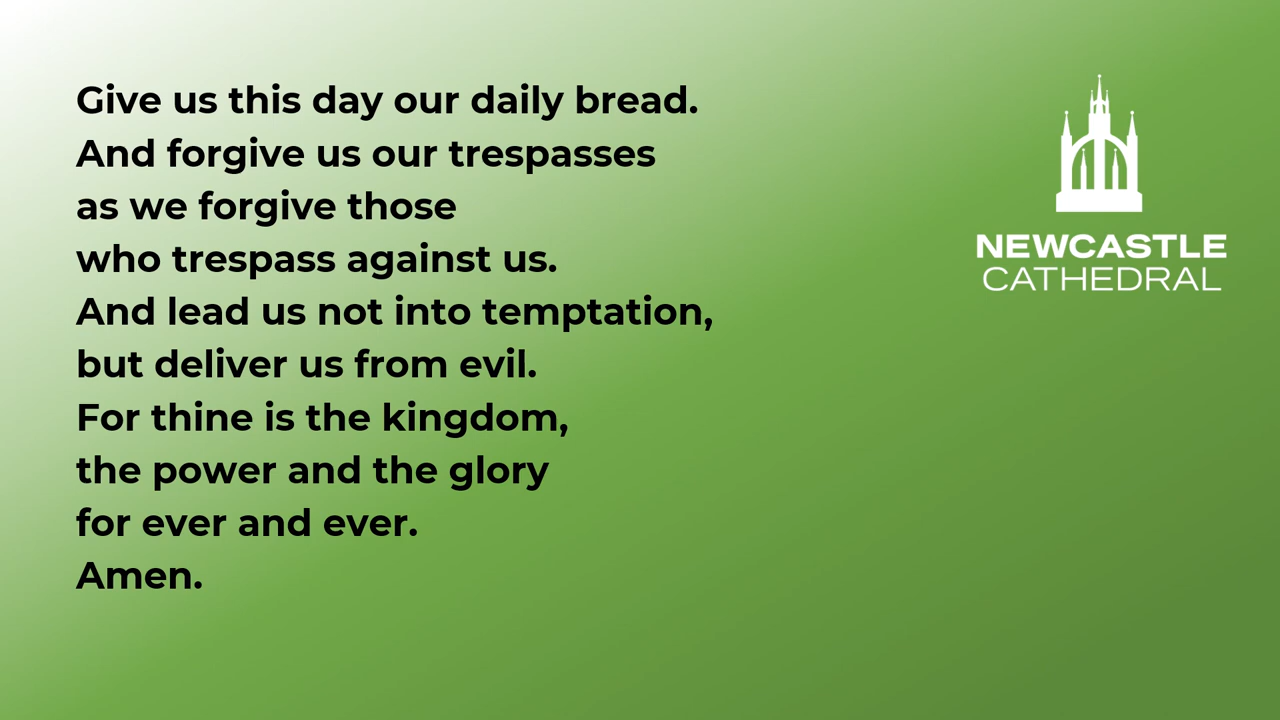 Give us this day our daily bread.
And forgive us our trespasses
as we forgive those
who trespass against us.
And lead us not into temptation,
but deliver us from evil.
For thine is the kingdom,
the power and the glory
for ever and ever.
Amen.
NEWCASTLE
CATHEDRAL